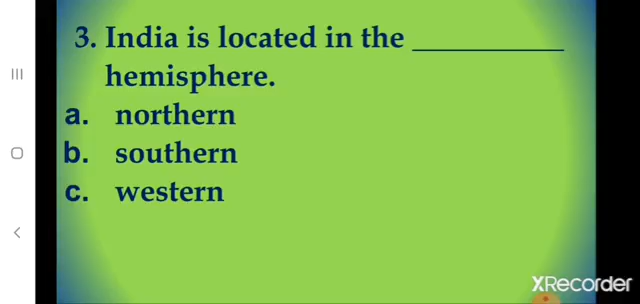 3. India is located in the __________
hemisphere.
a. northern
b. southern
c. western
XRecorder